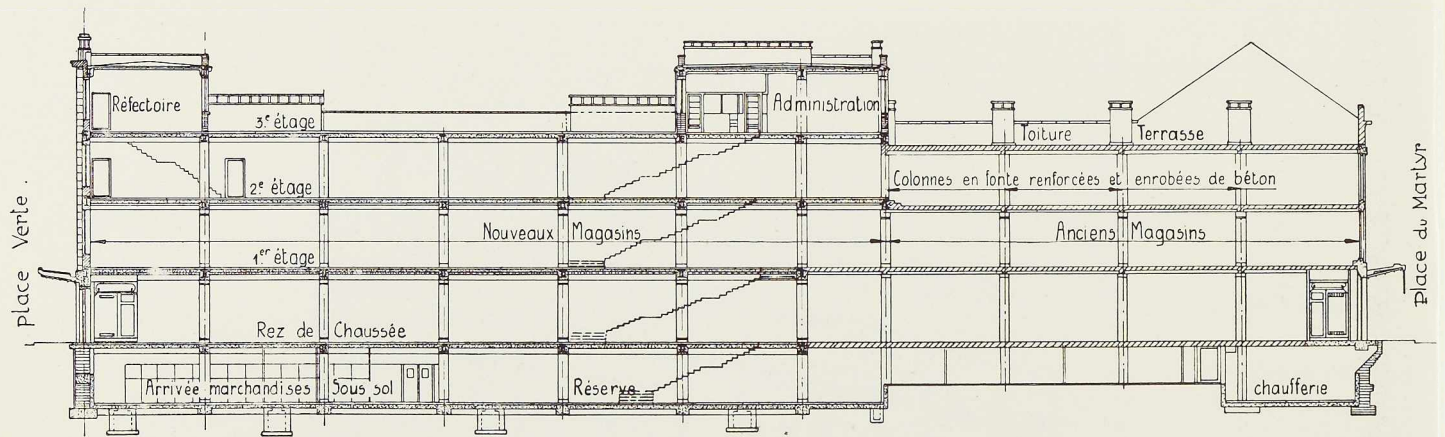 Réfectoire
3e étage
Administration
Toiture Terrasse
2e étage
Colonnes en fonte renforcées et enrobées de béton
Place Verte.
Nouveaux Magasins
Anciens Magasins
Place du Martyr
1er étage
Rez de Chaussée
Arrivée marchandises Sous sol
Réserve
chaufferie